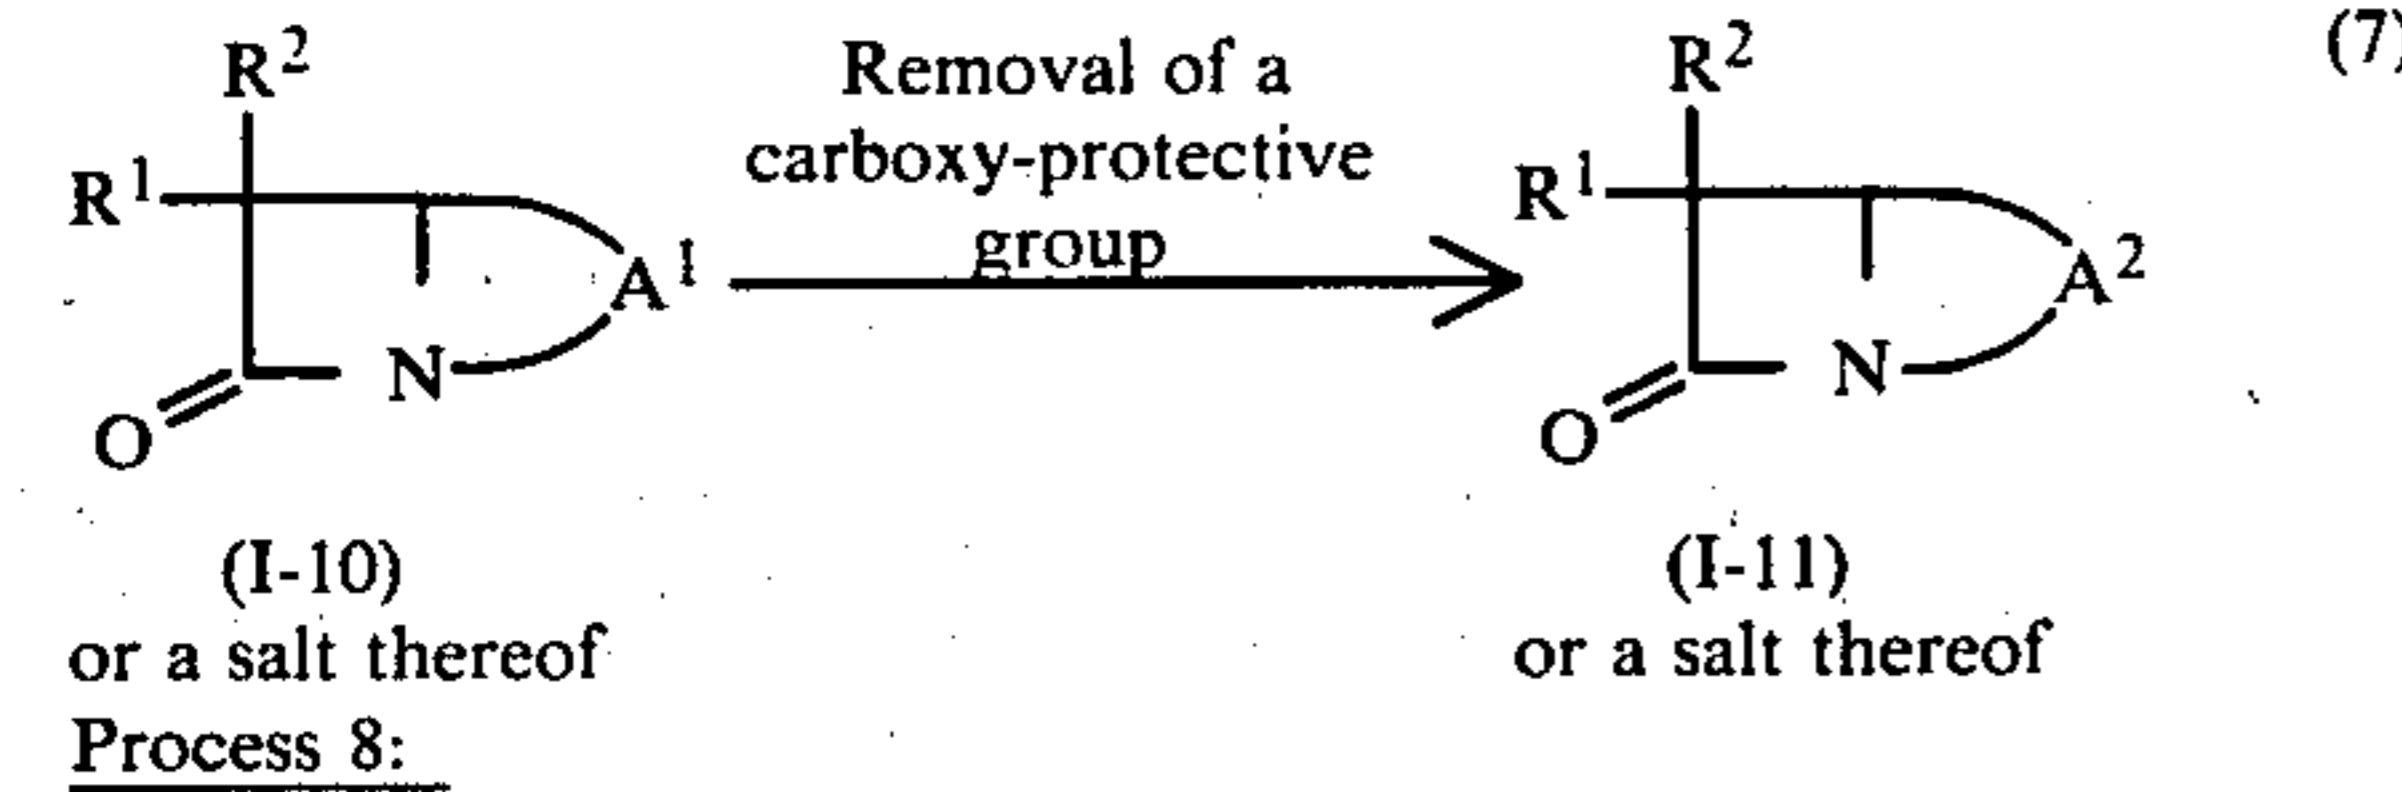 R² R² (7)
Removal of a
carboxy-protective
group
R¹ R¹
A¹ A²
N N
O O
(I-10) (I-11)
or a salt thereof or a salt thereof
Process 8: